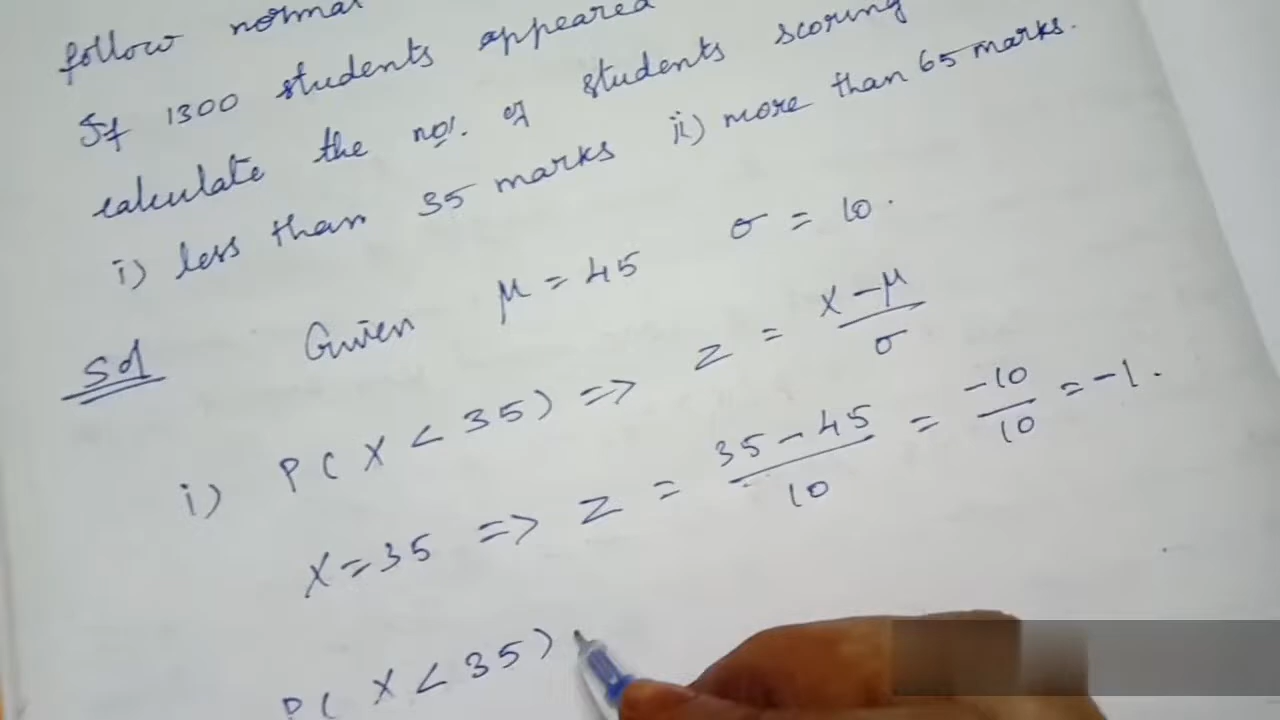 follow normal
If 1300 students appeared
calculate the no. of students scoring
i) less than 35 marks ii) more than 65 marks.
Sol Given μ = 45 σ = 10.
i) P( X < 35) => z = X - μ / σ
X = 35 => z = 35 - 45 / 10 = -10 / 10 = -1.
P( X < 35)